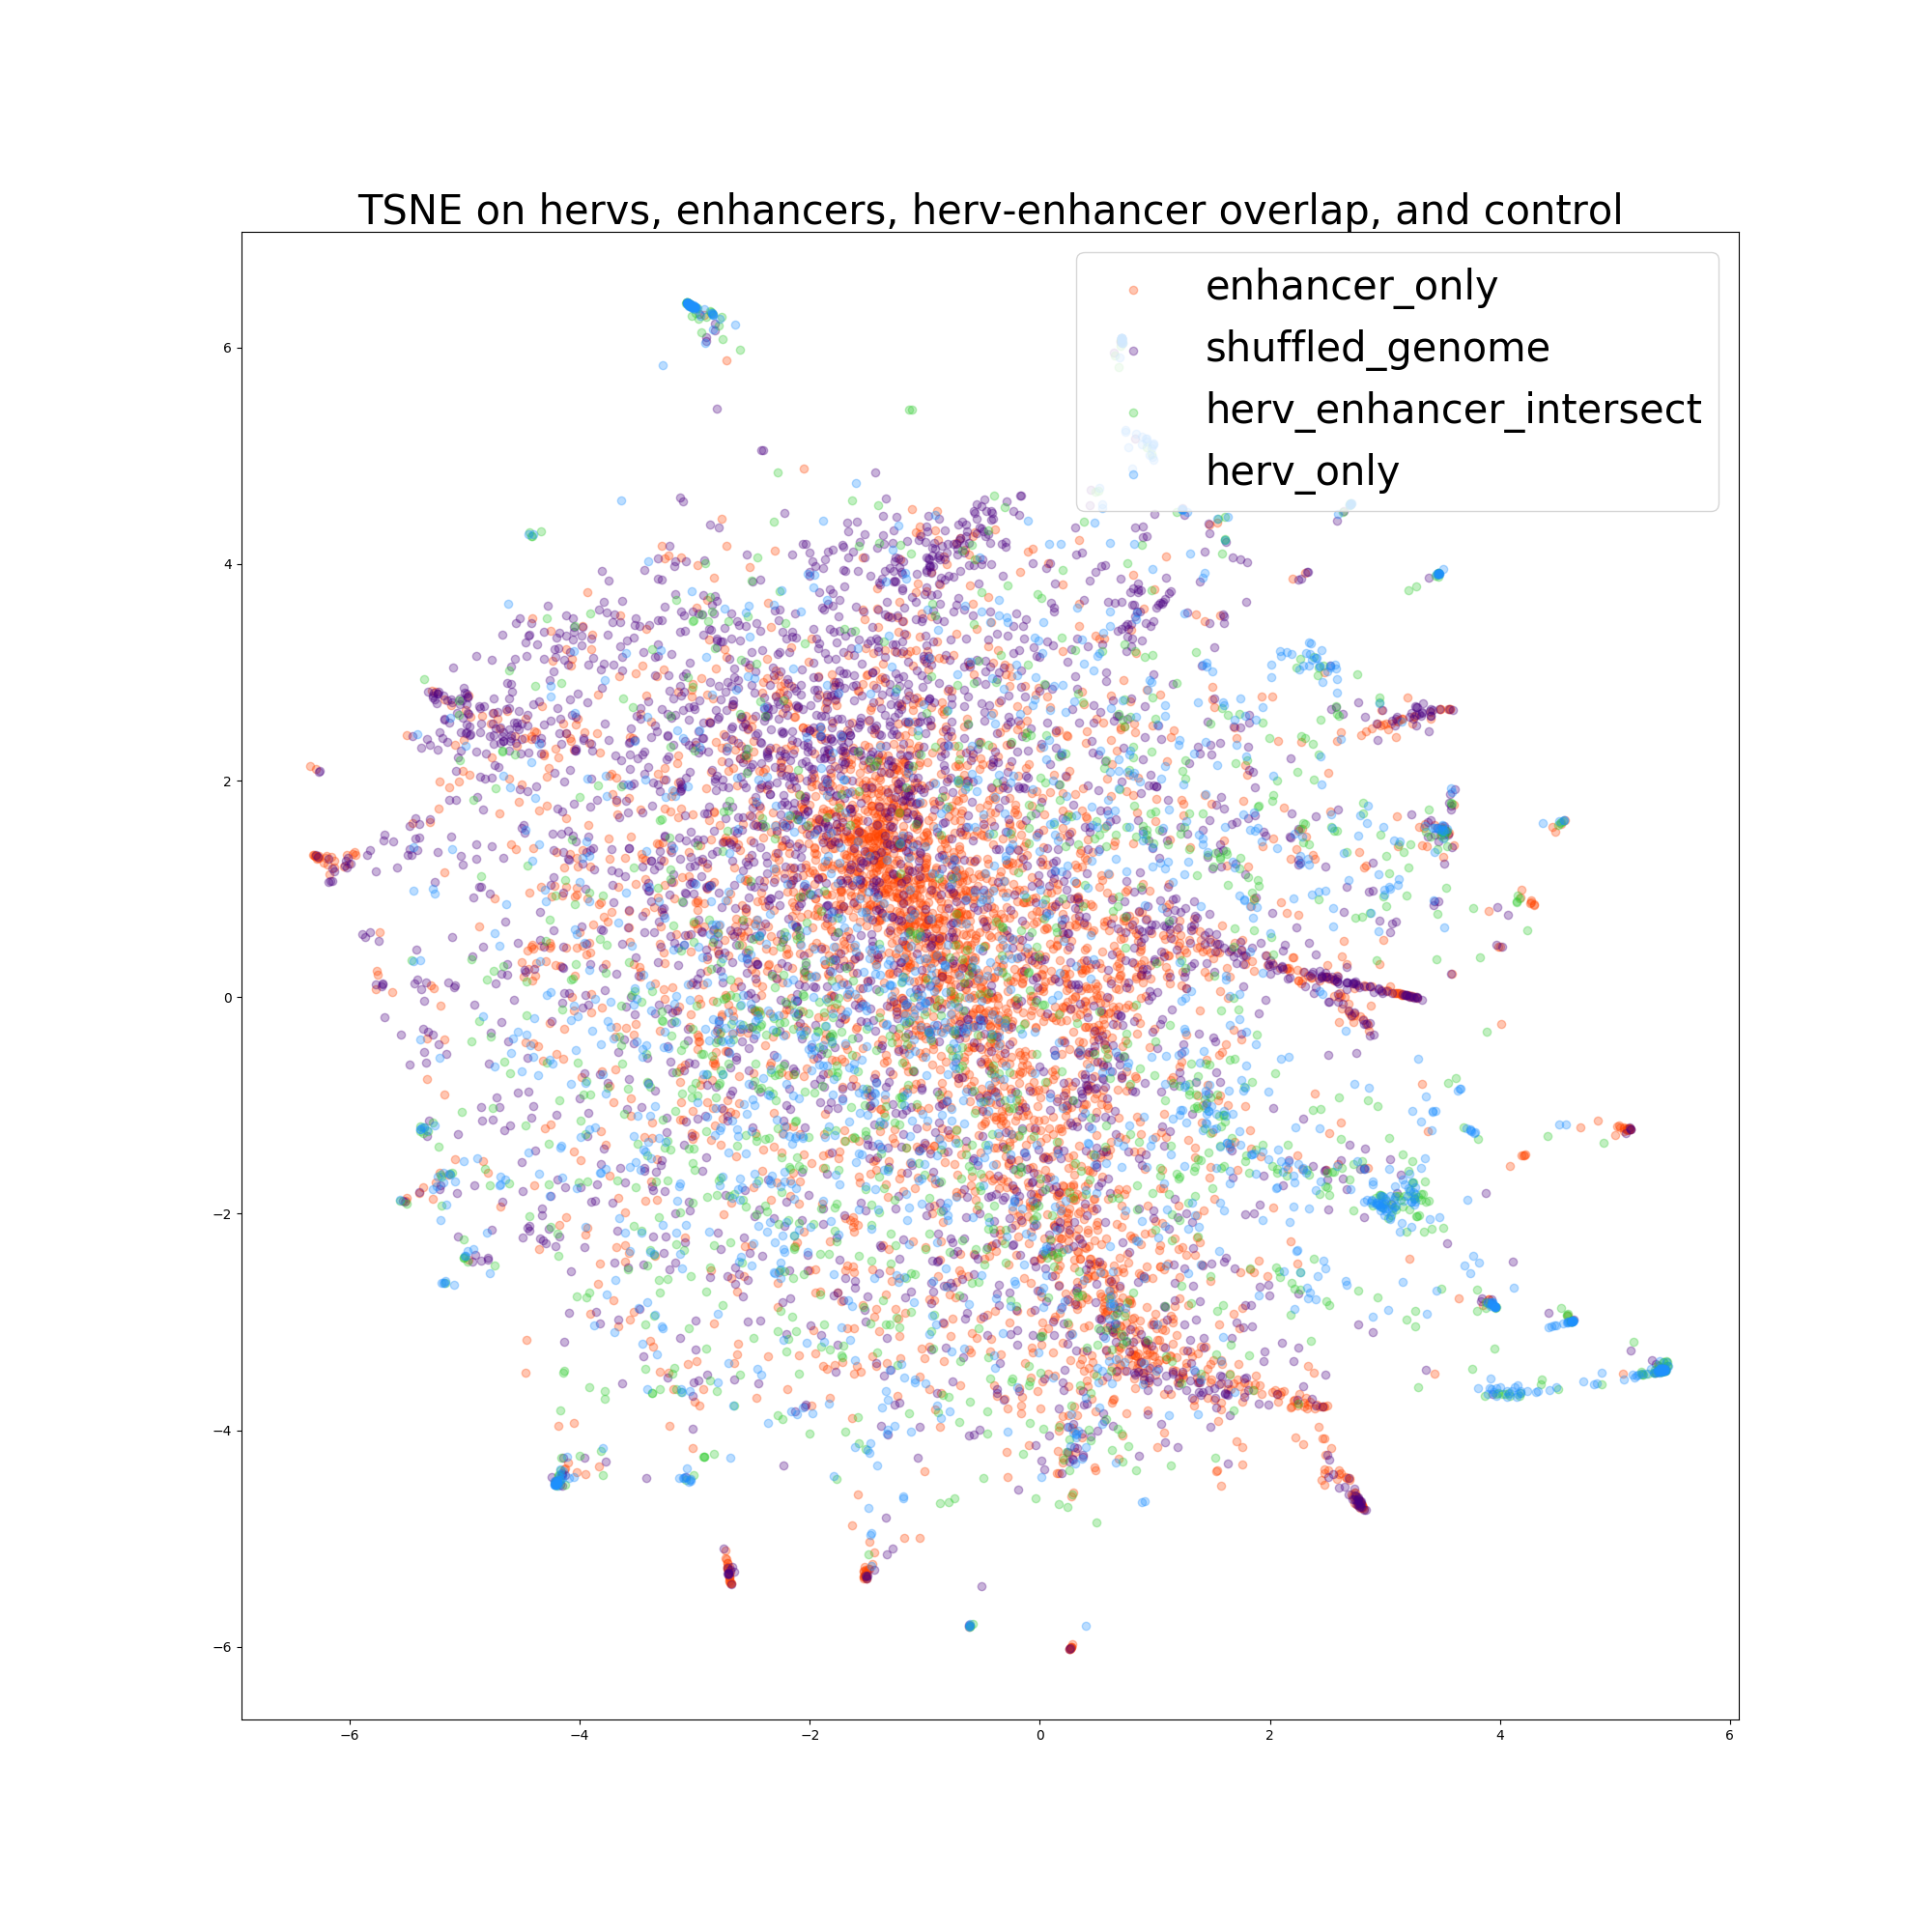 TSNE on hervs, enhancers, herv-enhancer overlap, and control
enhancer_only
shuffled_genome
herv_enhancer_intersect
herv_only
6
4
2
0
−2
−4
−6
−6
−4
−2
0
2
4
6